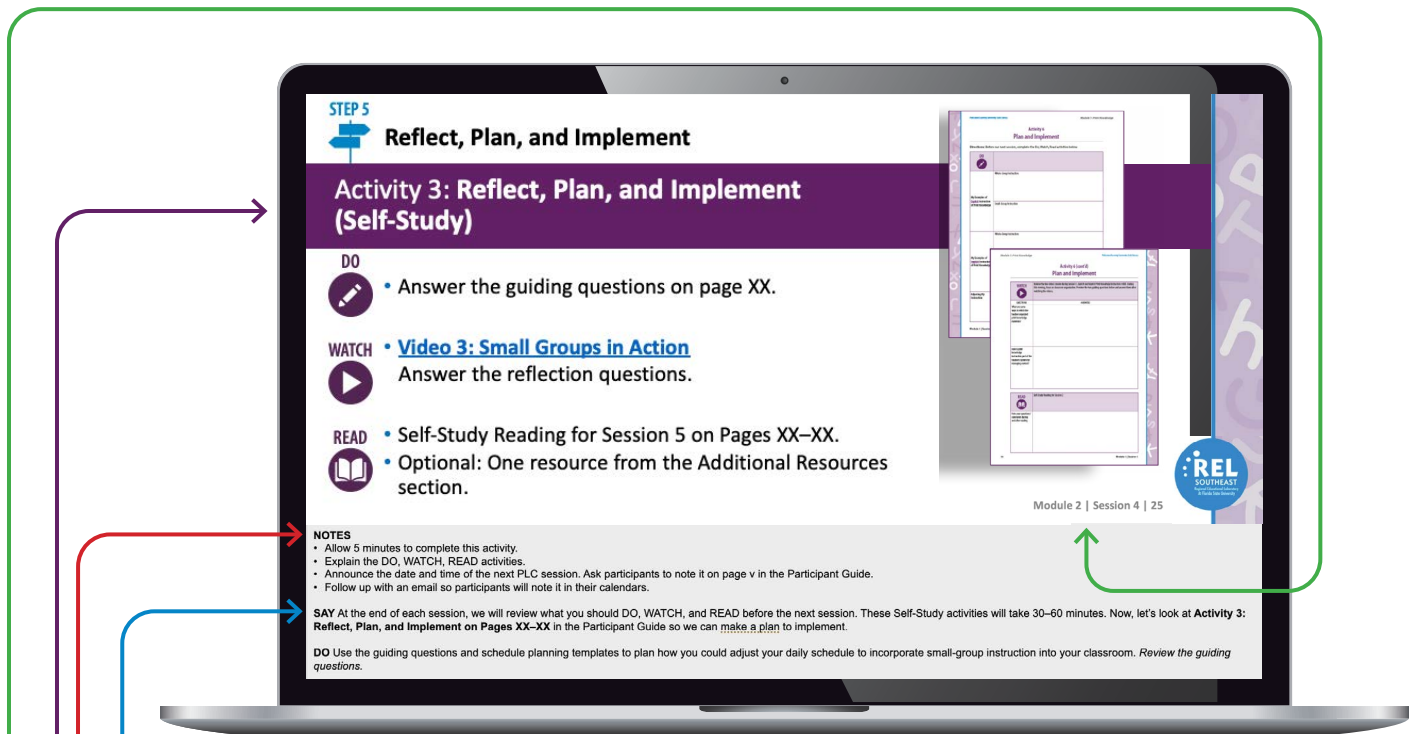 STEP 5
Reflect, Plan, and Implement
Activity 3: Reflect, Plan, and Implement
(Self-Study)
DO
• Answer the guiding questions on page XX.
WATCH
• Video 3: Small Groups in Action
Answer the reflection questions.
READ
• Self-Study Reading for Session 5 on Pages XX–XX.
• Optional: One resource from the Additional Resources
section.
Plan and Implement
DO
Plan and Implement
WATCH
READ
REL
SOUTHEAST
Regional Educational Laboratory
At Florida State University
Module 2 | Session 4 | 25
NOTES
• Allow 5 minutes to complete this activity.
• Explain the DO, WATCH, READ activities.
• Announce the date and time of the next PLC session. Ask participants to note it on page v in the Participant Guide.
• Follow up with an email so participants will note it in their calendars.
SAY At the end of each session, we will review what you should DO, WATCH, and READ before the next session. These Self-Study activities will take 30–60 minutes. Now, let's look at Activity 3:
Reflect, Plan, and Implement on Pages XX–XX in the Participant Guide so we can make a plan to implement.
DO Use the guiding questions and schedule planning templates to plan how you could adjust your daily schedule to incorporate small-group instruction into your classroom. Review the guiding
questions.